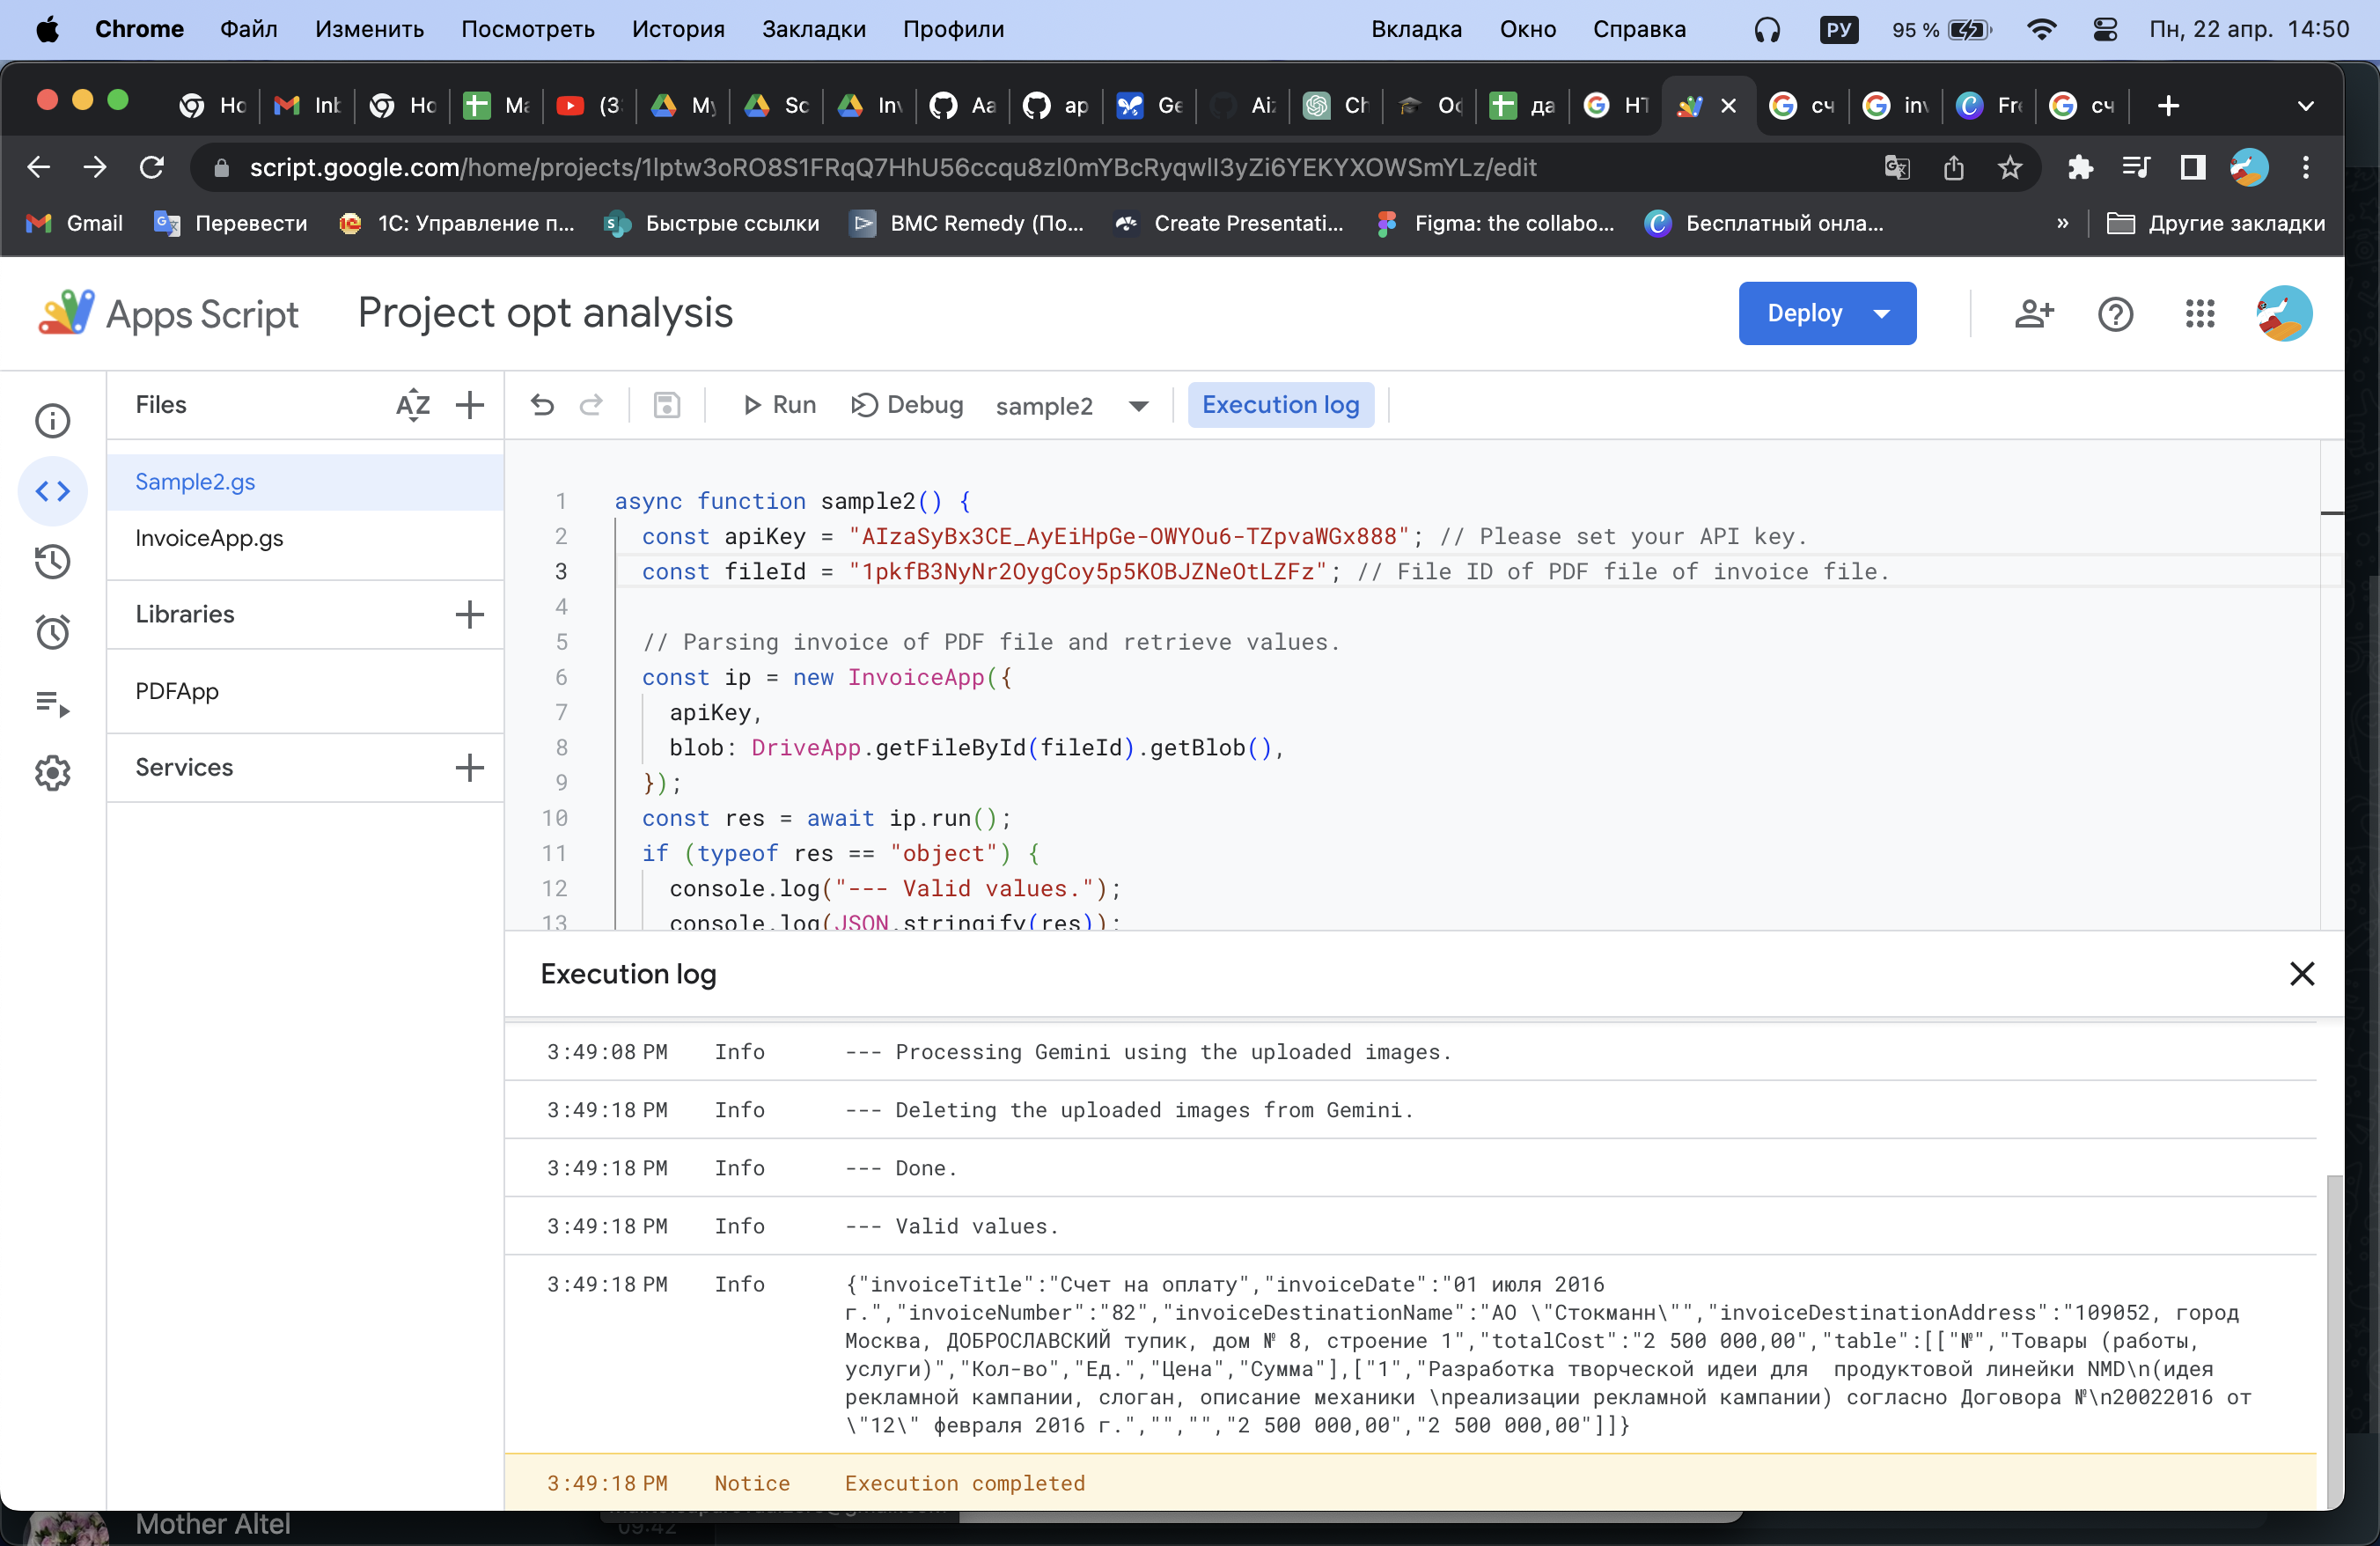 Chrome Файл Изменить Посмотреть История Закладки Профили Вкладка Окно Справка РУ 95 % Пн, 22 апр. 14:50
Но Inb Но Ма (3 My Sc Inv Aa ap Ge Aiz Ch Ос да HT сч inv Fre сч
script.google.com/home/projects/1lptw3oRO8S1FRqQ7HhU56ccqu8zl0mYBcRyqwlI3yZi6YEKYXOWSmYLz/edit
Gmail Перевести 1С: Управление п... Быстрые ссылки BMC Remedy (По... Create Presentati... Figma: the collabo... Бесплатный онла... » Другие закладки
Apps Script Project opt analysis Deploy
Files AZ Run Debug sample2 Execution log
Sample2.gs
InvoiceApp.gs
Libraries
PDFApp
Services
1 async function sample2() {
2 const apiKey = "AIzaSyBx3CE_AyEiHpGe-OWYOu6-TZpvaWGx888"; // Please set your API key.
3 const fileId = "1pkfB3NyNr2OygCoy5p5KOBJZNeOtLZFz"; // File ID of PDF file of invoice file.
4
5 // Parsing invoice of PDF file and retrieve values.
6 const ip = new InvoiceApp({
7 apiKey,
8 blob: DriveApp.getFileById(fileId).getBlob(),
9 });
10 const res = await ip.run();
11 if (typeof res == "object") {
12 console.log("--- Valid values.");
13 console.log(JSON.stringify(res));
Execution log
3:49:08 PM Info --- Processing Gemini using the uploaded images.
3:49:18 PM Info --- Deleting the uploaded images from Gemini.
3:49:18 PM Info --- Done.
3:49:18 PM Info --- Valid values.
3:49:18 PM Info {"invoiceTitle":"Счет на оплату","invoiceDate":"01 июля 2016
г.","invoiceNumber":"82","invoiceDestinationName":"АО \"Стокманн\"","invoiceDestinationAddress":"109052, город
Москва, ДОБРОСЛАВСКИЙ тупик, дом № 8, строение 1","totalCost":"2 500 000,00","table":[["№","Товары (работы,
услуги)","Кол-во","Ед.","Цена","Сумма"],["1","Разработка творческой идеи для  продуктовой линейки NMD\n(идея
рекламной кампании, слоган, описание механики \nреализации рекламной кампании) согласно Договора №\n20022016 от
\"12\" февраля 2016 г.","","","2 500 000,00","2 500 000,00"]]}
3:49:18 PM Notice Execution completed
Mother Altel
09:42